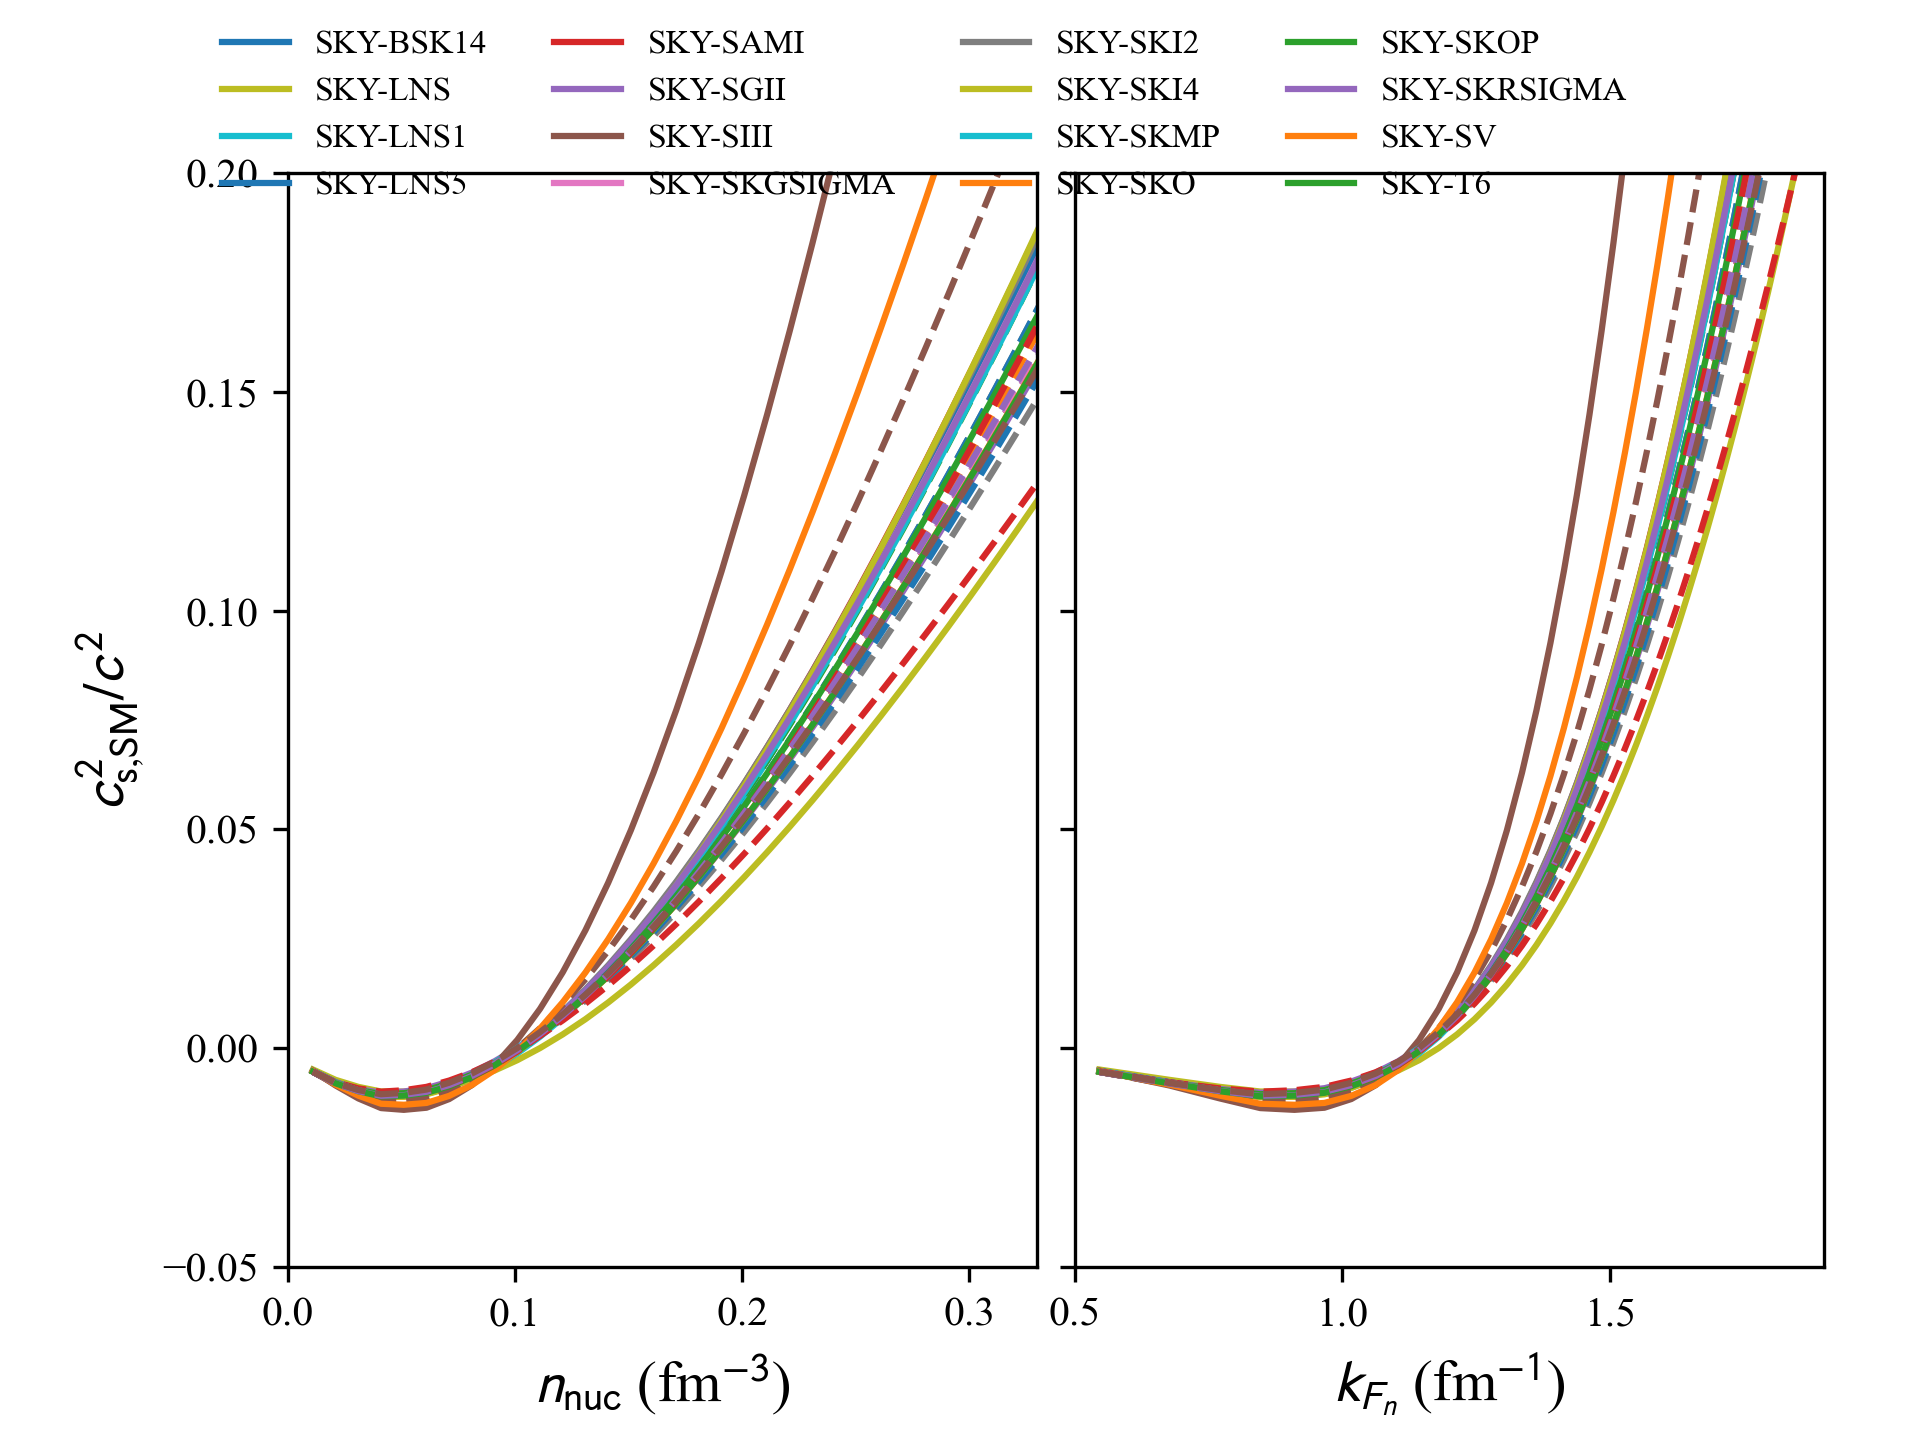 SKY-BSK14 SKY-SAMI SKY-SKI2 SKY-SKOP
SKY-LNS SKY-SGII SKY-SKI4 SKY-SKRSIGMA
SKY-LNS1 SKY-SIII SKY-SKMP SKY-SV
SKY-LNS5 SKY-SKGSIGMA SKY-SKO SKY-T6
0.20
0.15
0.10
0.05
0.00
−0.05
c²s,SM/c²
0.0 0.1 0.2 0.3 0.5 1.0 1.5
nnuc (fm⁻³) kFn (fm⁻¹)